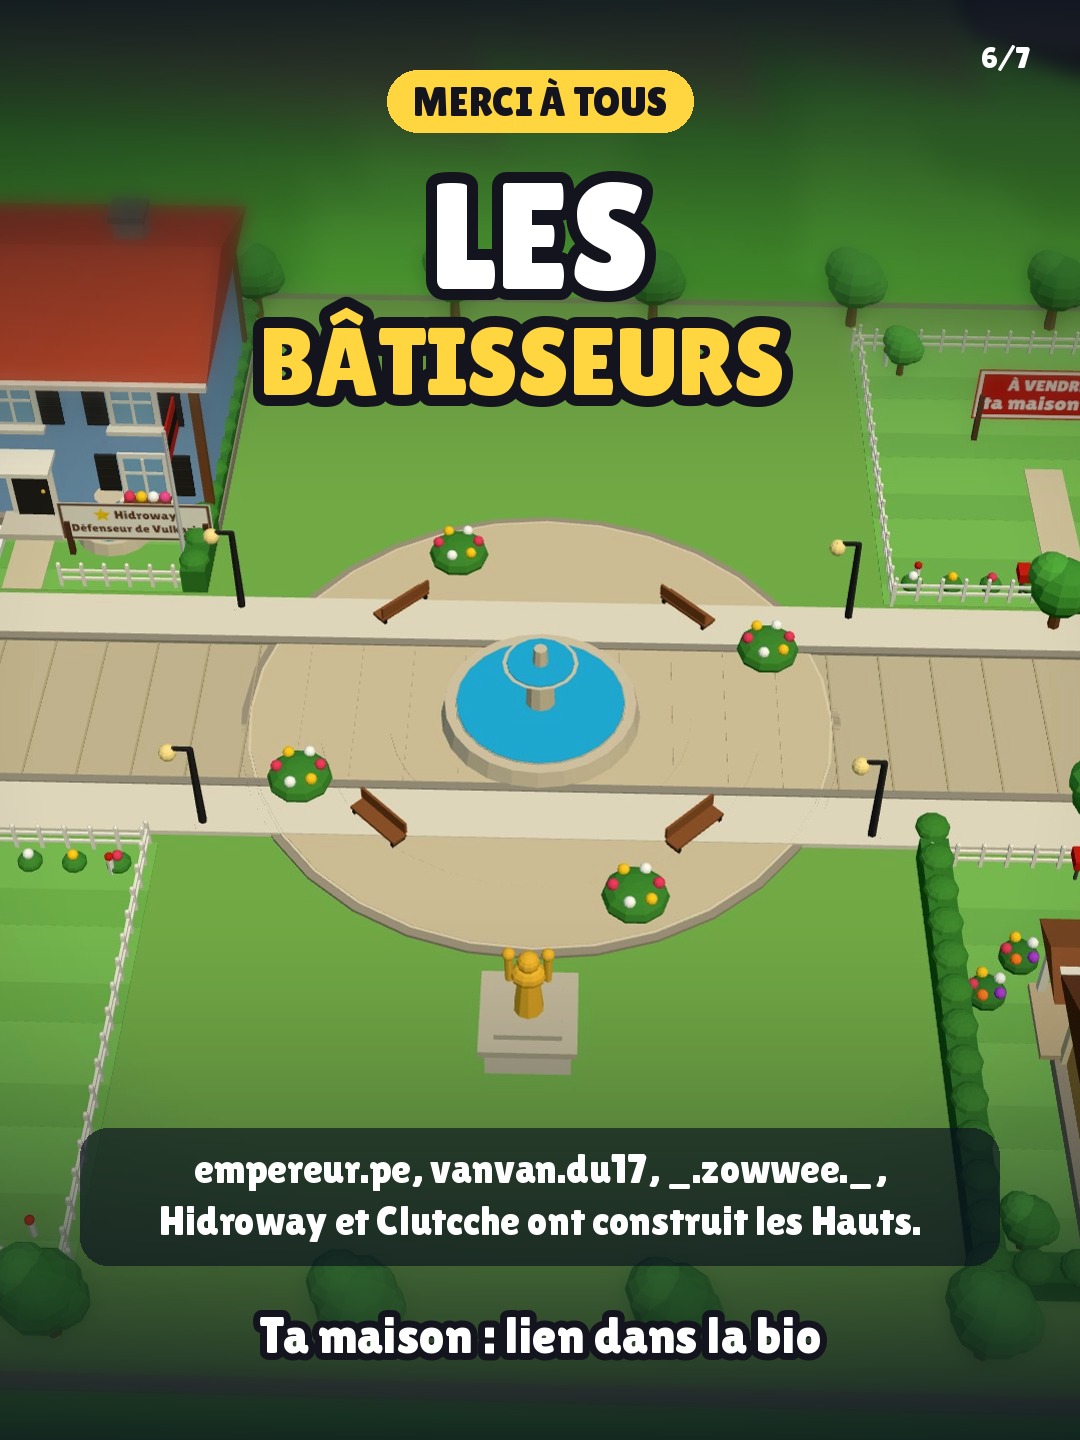 6/7
MERCI À TOUS
LES
BÂTISSEURS
À VENDR
ta maison
Hidroway
Défenseur de
empereur.pe, vanvan.du17, _.zowwee._,
Hidroway et Clutcche ont construit les Hauts.
Ta maison : lien dans la bio